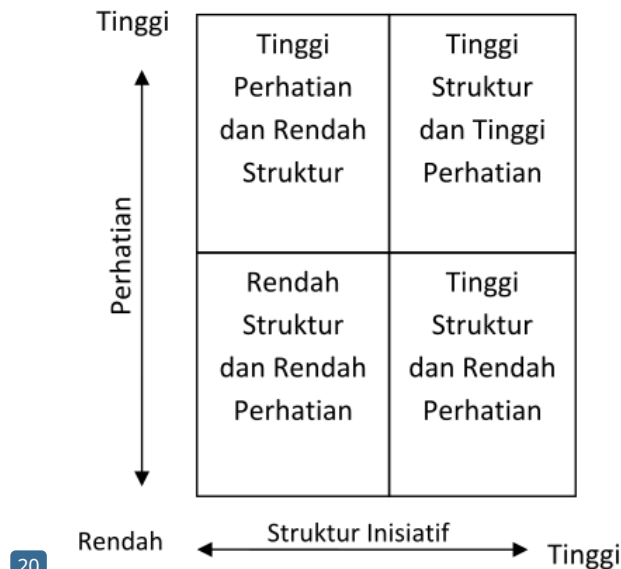 Tinggi
Tinggi
Perhatian
dan Rendah
Struktur
Tinggi
Struktur
dan Tinggi
Perhatian
Perhatian
Rendah
Struktur
dan Rendah
Perhatian
Tinggi
Struktur
dan Rendah
Perhatian
Rendah
Struktur Inisiatif
Tinggi
20